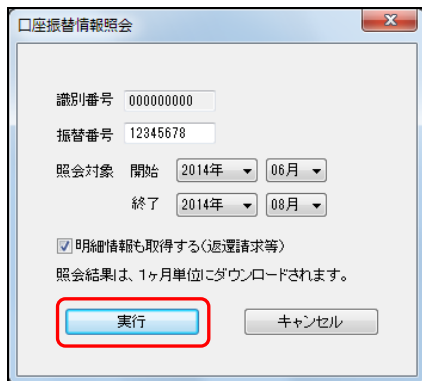 口座振替情報照会
識別番号 000000000
振替番号 12345678
照会対象 開始 2014年 06月
終了 2014年 08月
明細情報も取得する(返還請求等)
照会結果は、1ヶ月単位にダウンロードされます。
実行 キャンセル